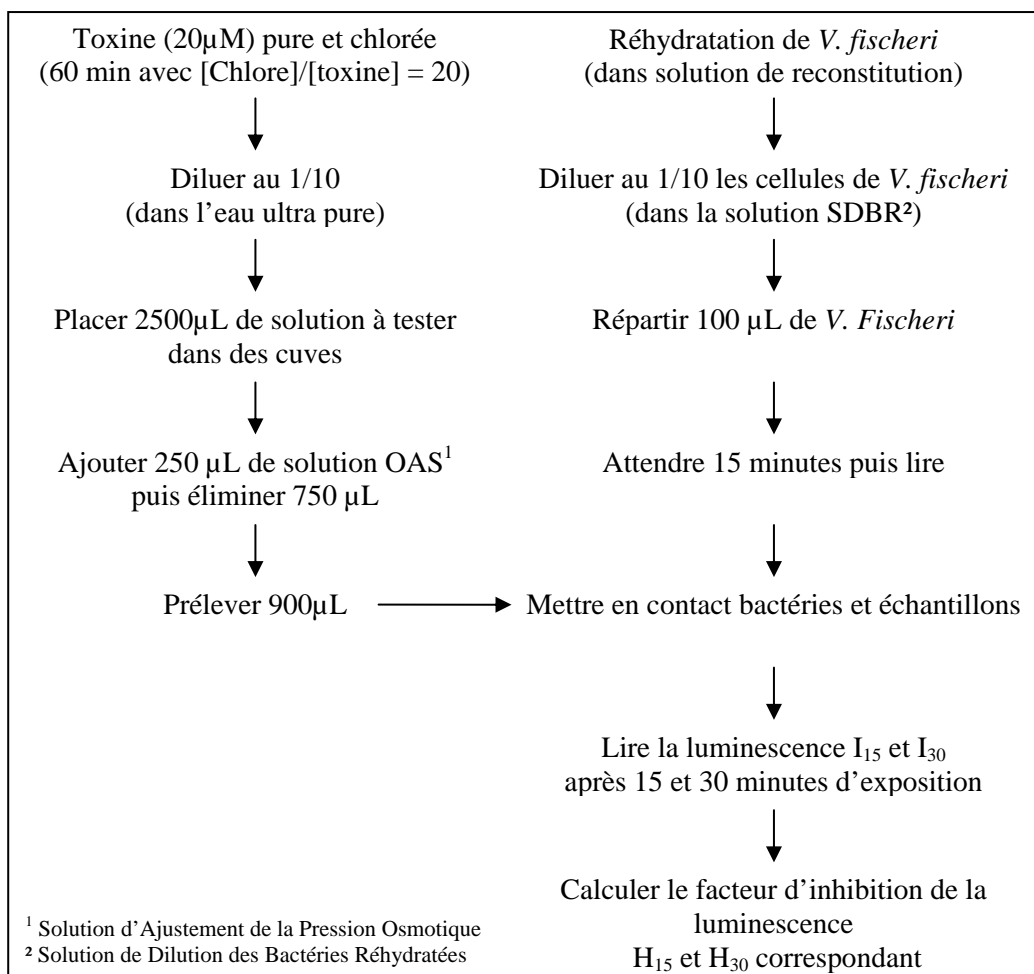 Toxine (20µM) pure et chlorée
(60 min avec [Chlore]/[toxine] = 20)
Diluer au 1/10
(dans l'eau ultra pure)
Placer 2500µL de solution à tester
dans des cuves
Ajouter 250 µL de solution OAS¹
puis éliminer 750 µL
Prélever 900µL
Réhydratation de V. fischeri
(dans solution de reconstitution)
Diluer au 1/10 les cellules de V. fischeri
(dans la solution SDBR²)
Répartir 100 µL de V. Fischeri
Attendre 15 minutes puis lire
Mettre en contact bactéries et échantillons
Lire la luminescence I₁₅ et I₃₀
après 15 et 30 minutes d'exposition
Calculer le facteur d'inhibition de la
luminescence
H₁₅ et H₃₀ correspondant
¹ Solution d'Ajustement de la Pression Osmotique
² Solution de Dilution des Bactéries Réhydratées